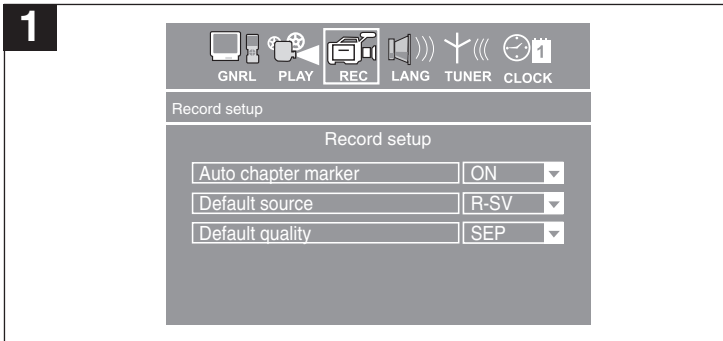 1
1
GNRL PLAY REC LANG TUNER CLOCK
Record setup
Record setup
Auto chapter marker ON
Default source R-SV
Default quality SEP